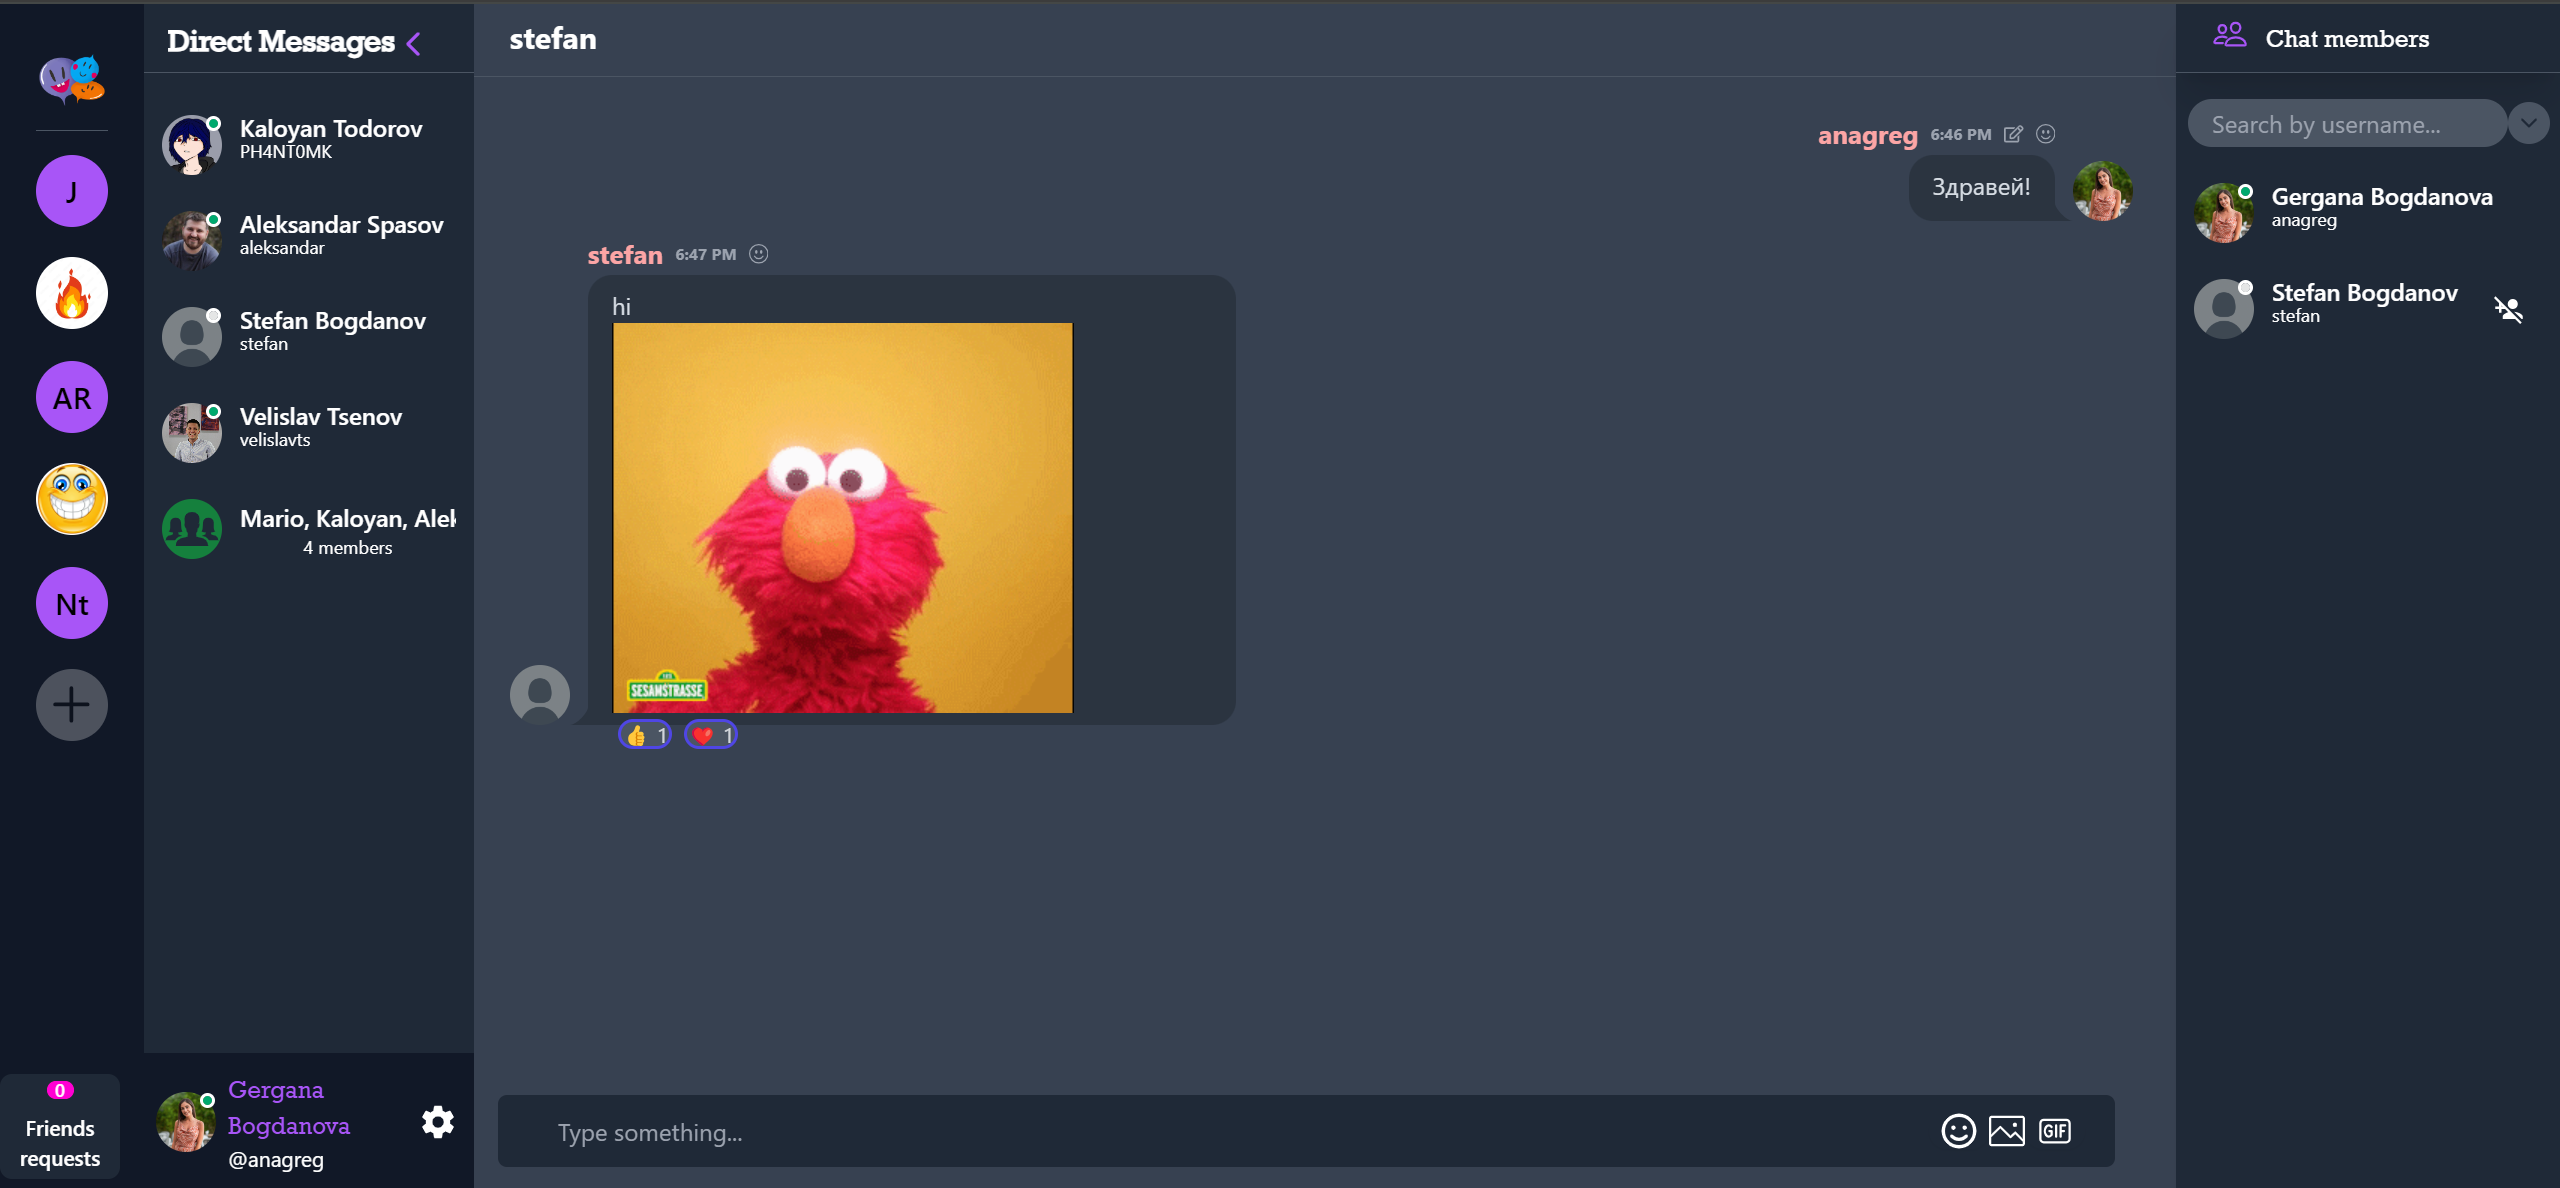 Direct Messages
J
AR
Nt
0
Friends
requests
Kaloyan Todorov
PH4NT0MK
Aleksandar Spasov
aleksandar
Stefan Bogdanov
stefan
Velislav Tsenov
velislavts
Mario, Kaloyan, Alek
4 members
Gergana
Bogdanova
@anagreg
stefan
anagreg 6:46 PM
Здравей!
stefan 6:47 PM
hi
SESAMSTRASSE
👍 1 ❤️ 1
Type something...
GIF
Chat members
Search by username...
Gergana Bogdanova
anagreg
Stefan Bogdanov
stefan